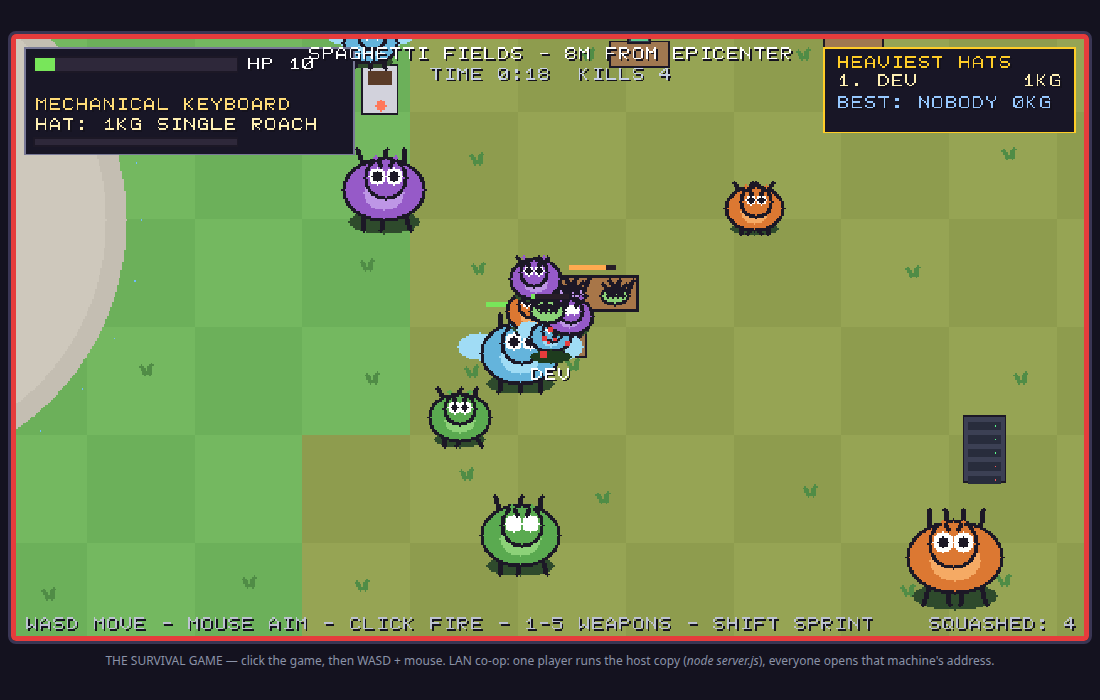 SPAGHETTI FIELDS - 8M FROM EPICENTER
TIME 0:18 KILLS 4
HP 10
MECHANICAL KEYBOARD
HAT: 1KG SINGLE ROACH
HEAVIEST HATS
1. DEV 1KG
BEST: NOBODY 0KG
DEV
WASD MOVE - MOUSE AIM - CLICK FIRE - 1-5 WEAPONS - SHIFT SPRINT
SQUASHED: 4
THE SURVIVAL GAME — click the game, then WASD + mouse. LAN co-op: one player runs the host copy (node server.js), everyone opens that machine's address.